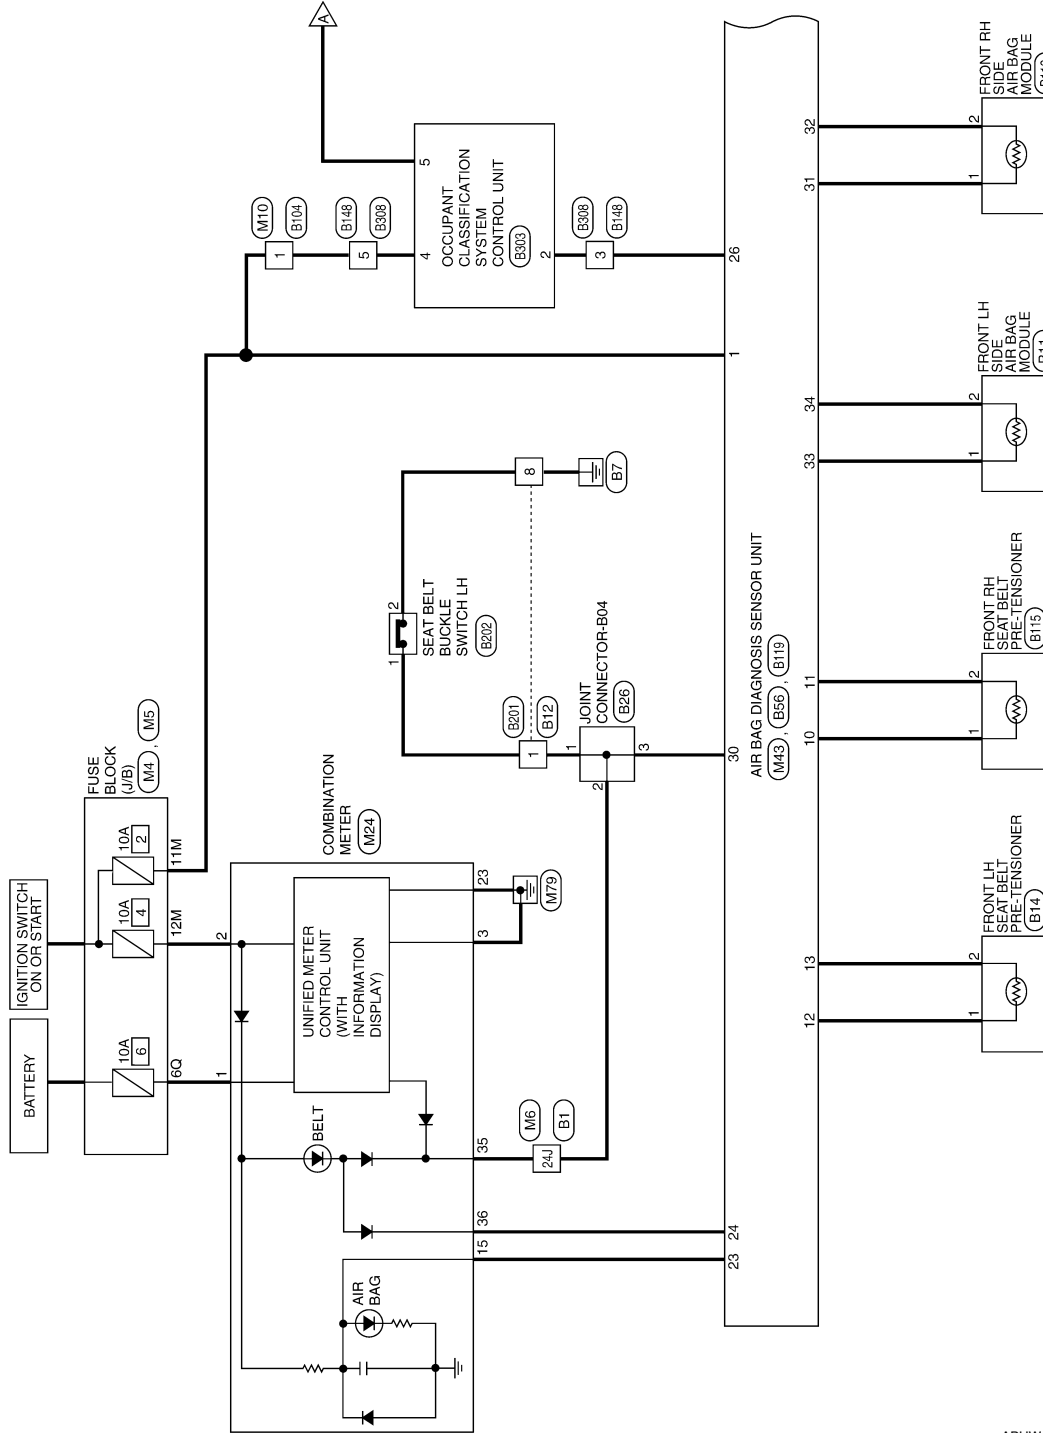 BATTERY
IGNITION SWITCH
ON OR START
FUSE
BLOCK
(J/B)
M4
,
M5
10A
6
10A
4
10A
2
6Q
12M
11M
1
2
COMBINATION
METER
M24
UNIFIED METER
CONTROL UNIT
(WITH
INFORMATION
DISPLAY)
BELT
AIR
BAG
15
36
35
3
23
M79
M6
B1
24J
SEAT BELT
BUCKLE
SWITCH LH
B202
1
2
B201
B12
1
8
B7
JOINT
CONNECTOR-B04
B26
1
2
3
A
M10
B104
1
B148
B308
5
OCCUPANT
CLASSIFICATION
SYSTEM
CONTROL UNIT
B303
4
5
2
B308
B148
3
23
24
30
1
26
AIR BAG DIAGNOSIS SENSOR UNIT
M43
,
B56
,
B119
12
13
10
11
33
34
31
32
FRONT LH
SEAT BELT
PRE-TENSIONER
B14
1
2
FRONT RH
SEAT BELT
PRE-TENSIONER
B115
1
2
FRONT LH
SIDE
AIR BAG
MODULE
1
2
FRONT RH
SIDE
AIR BAG
MODULE
1
2